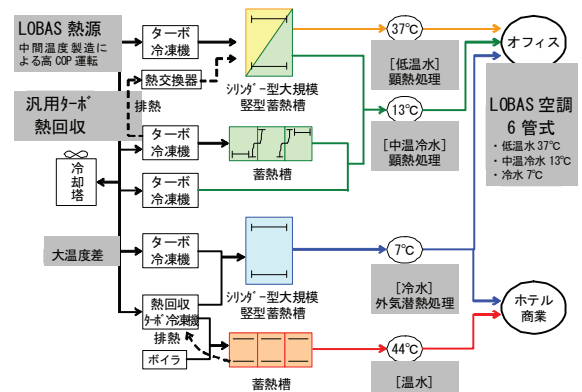 LOBAS 熱源
中間温度製造に
よる高 COP 運転
ターボ
冷凍機
熱交換器
排熱
シリンダー型大規模
竪型蓄熱槽
37℃
[低温水]
顕熱処理
オフィス
汎用ターボ
熱回収
ターボ
冷凍機
蓄熱槽
13℃
[中温冷水]
顕熱処理
LOBAS 空調
6 管式
・低温水 37℃
・中温冷水 13℃
・冷水 7℃
冷却塔
ターボ
冷凍機
大温度差
ターボ
冷凍機
シリンダー型大規模
竪型蓄熱槽
7℃
[冷水]
外気潜熱処理
熱回収
ターボ冷凍機
排熱
ボイラ
蓄熱槽
44℃
[温水]
ホテル
商業